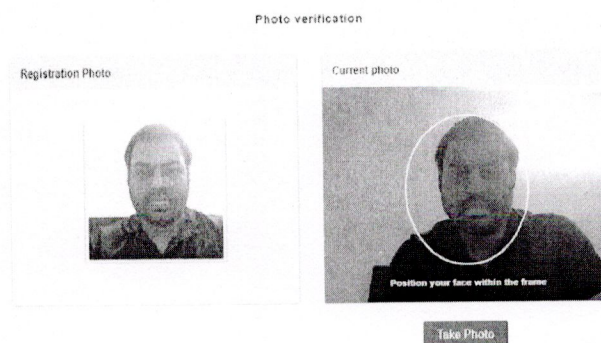 Photo verification
Registration Photo
Current photo
Position your face within the frame
Take Photo